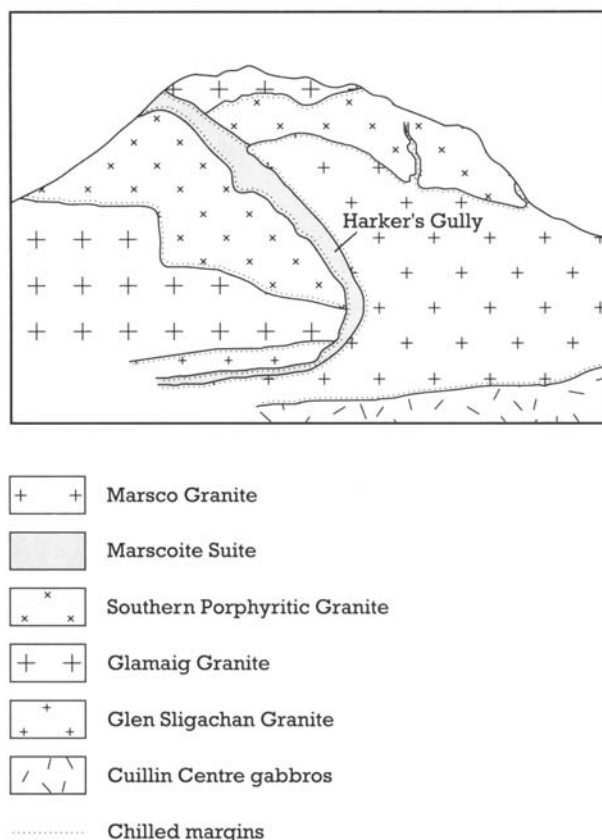 Harker's Gully
Marsco Granite
Marscoite Suite
Southern Porphyritic Granite
Glamaig Granite
Glen Sligachan Granite
Cuillin Centre gabbros
Chilled margins